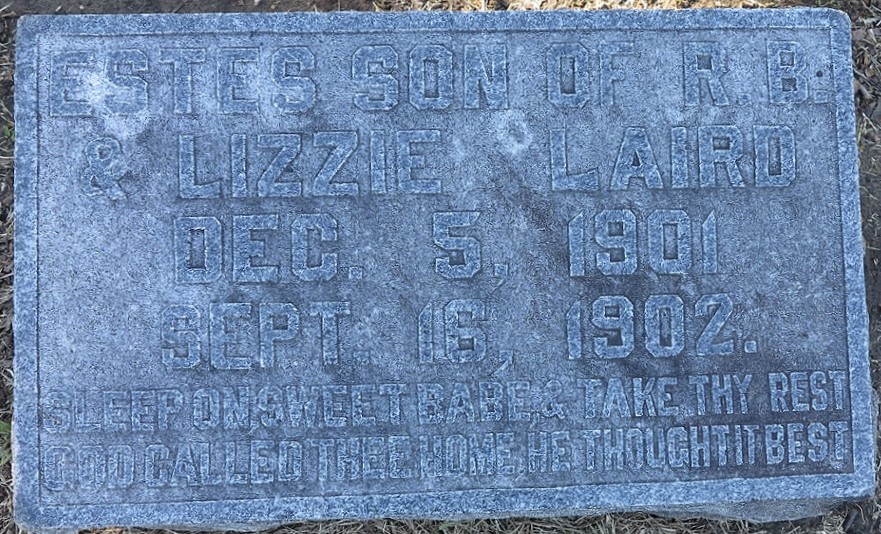 ESTES SON OF R. B.
& LIZZIE LAIRD
DEC. 5, 1901
SEPT. 16, 1902.
SLEEP ON SWEET BABE & TAKE THY REST
GOD CALLED THEE HOME HE THOUGHT IT BEST